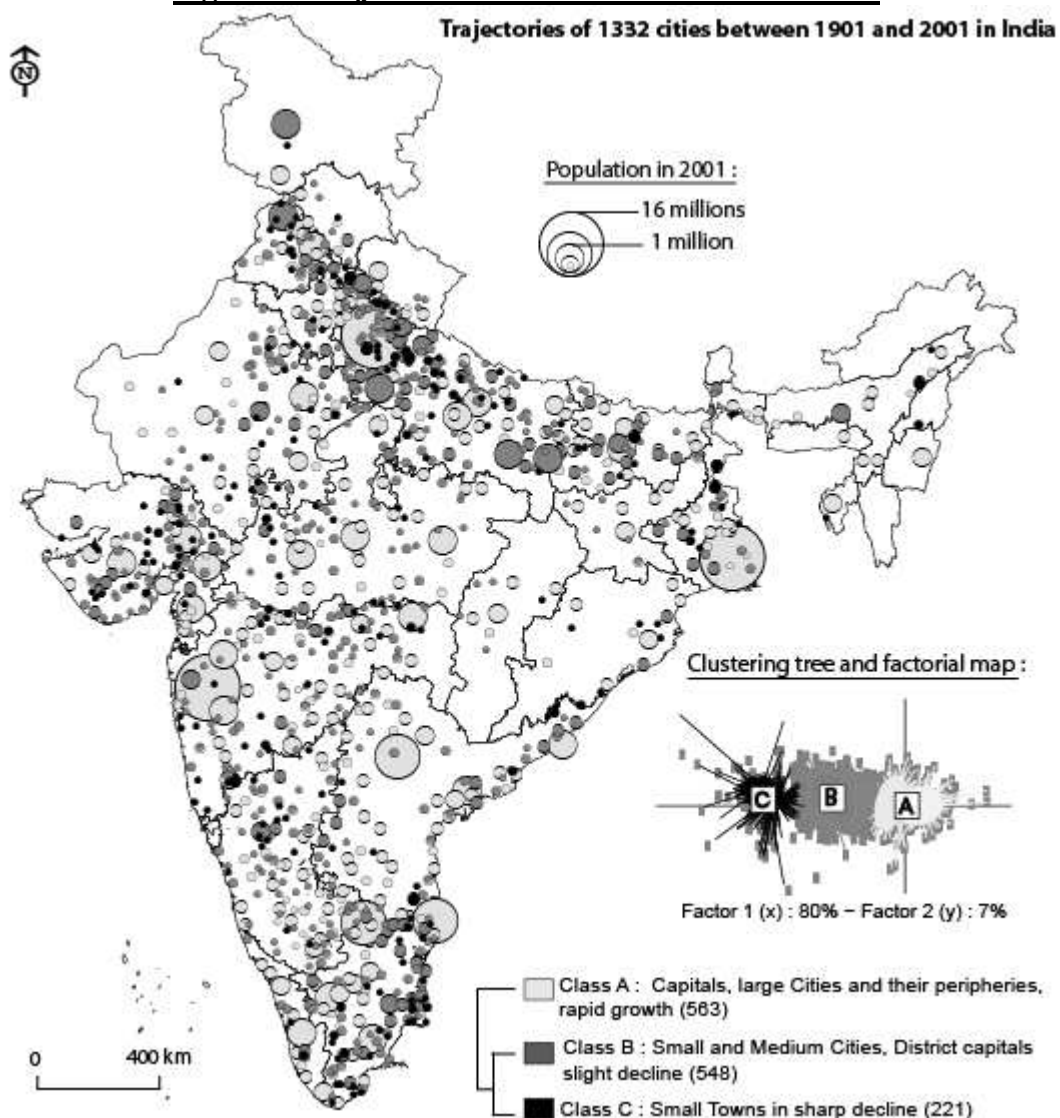 Trajectories of 1332 cities between 1901 and 2001 in India
N
Population in 2001 :
16 millions
1 million
Clustering tree and factorial map :
C
B
A
Factor 1 (x) : 80% – Factor 2 (y) : 7%
Class A : Capitals, large Cities and their peripheries,
rapid growth (563)
Class B : Small and Medium Cities, District capitals
slight decline (548)
Class C : Small Towns in sharp decline (221)
0 400 km